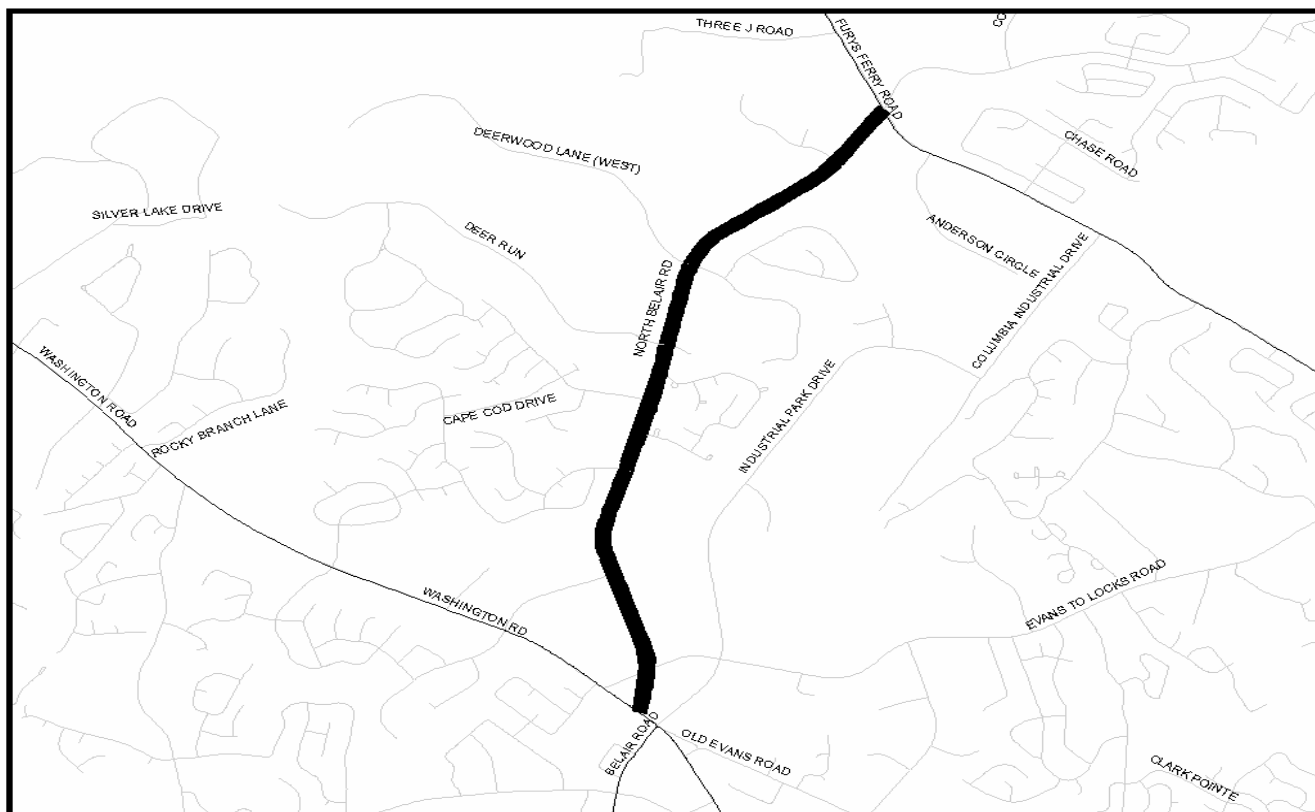 THREE J ROAD
FURYS FERRY ROAD
CO
DEERWOOD LANE (WEST)
CHASE ROAD
SILVER LAKE DRIVE
DEER RUN
ANDERSON CIRCLE
NORTH BELAIR RD
COLUMBIA INDUSTRIAL DRIVE
WASHINGTON ROAD
INDUSTRIAL PARK DRIVE
CAPE COD DRIVE
ROCKY BRANCH LANE
WASHINGTON RD
EVANS TO LOCKS ROAD
BELAIR ROAD
OLD EVANS ROAD
CLARK POINTE